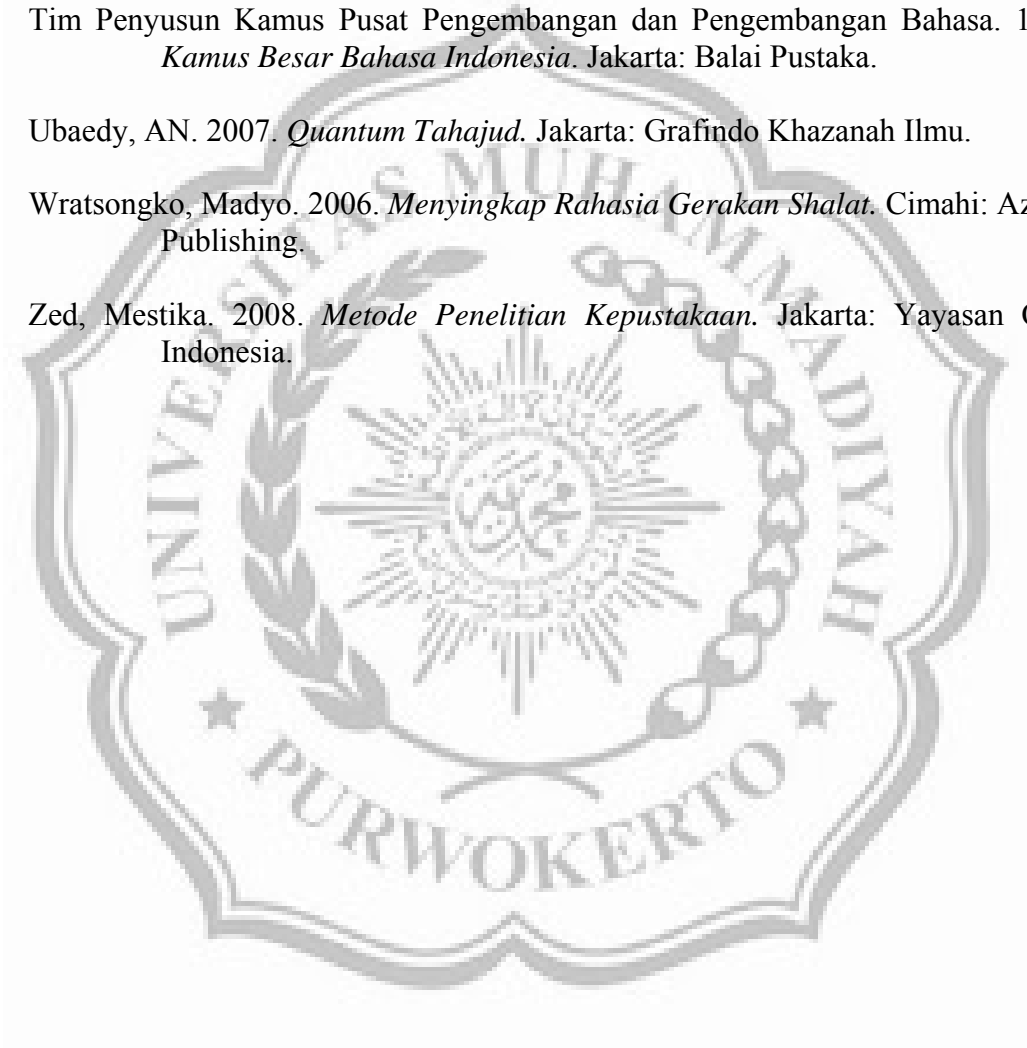 Tim Penyusun Kamus Pusat Pengembangan dan Pengembangan Bahasa. 1
Kamus Besar Bahasa Indonesia. Jakarta: Balai Pustaka.
Ubaedy, AN. 2007. Quantum Tahajud. Jakarta: Grafindo Khazanah Ilmu.
Wratsongko, Madyo. 2006. Menyingkap Rahasia Gerakan Shalat. Cimahi: Az
Publishing.
Zed, Mestika. 2008. Metode Penelitian Kepustakaan. Jakarta: Yayasan
Indonesia.
UNIVERSITAS MUHAMMADIYAH
PURWOKERTO